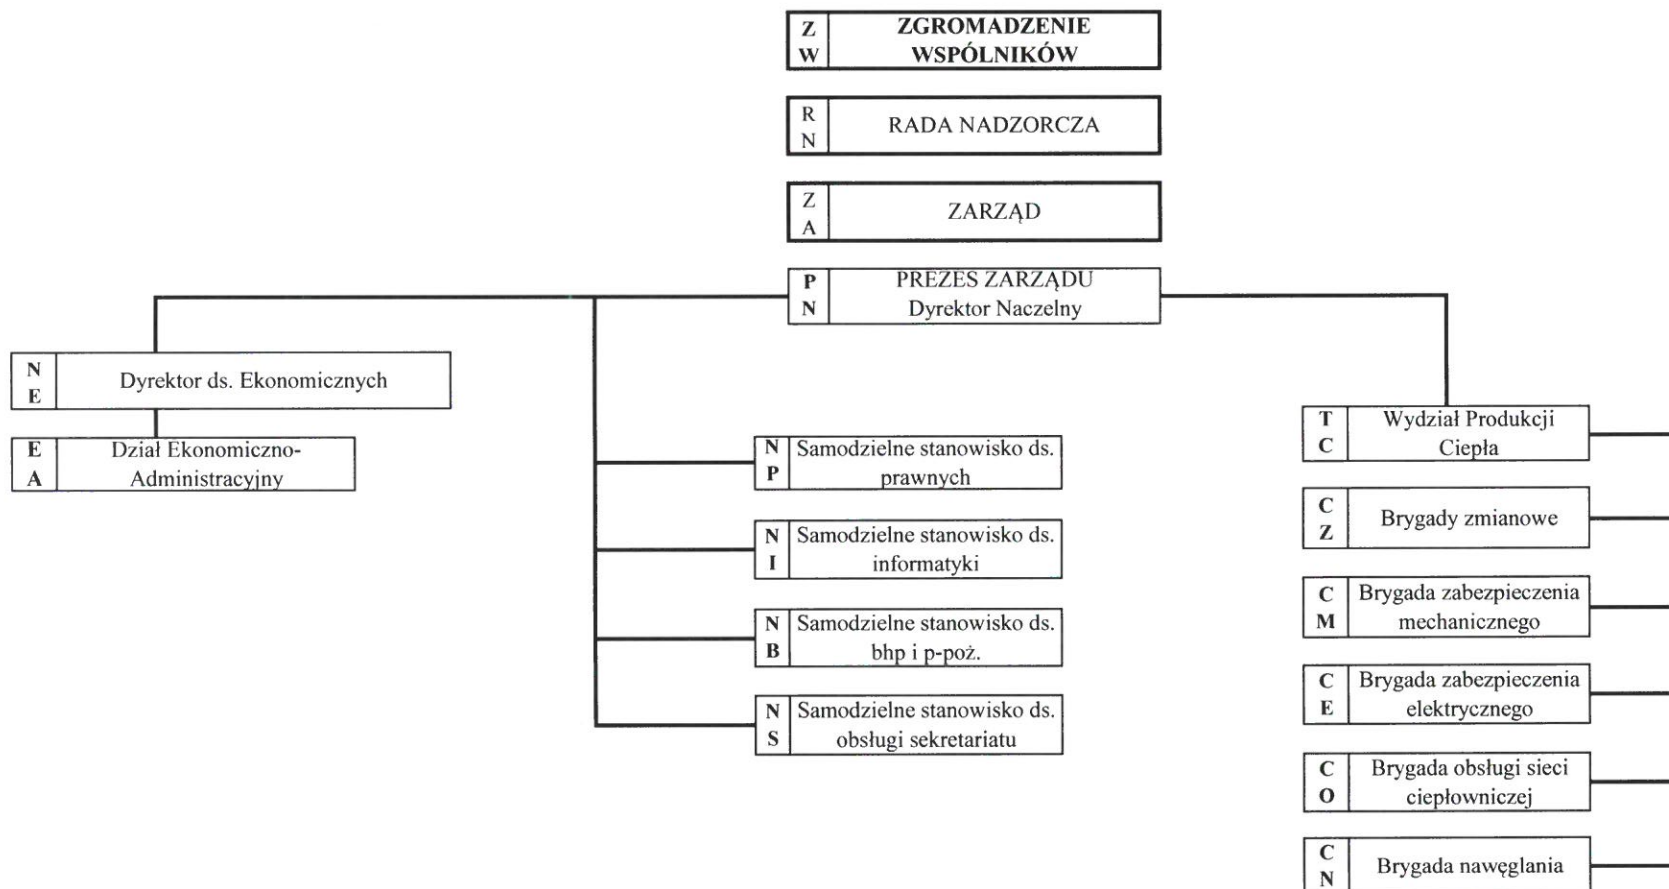 Z W ZGROMADZENIE
WSPÓLNIKÓW
R N RADA NADZORCZA
Z A ZARZĄD
P N PREZES ZARZĄDU
Dyrektor Naczelny
N E Dyrektor ds. Ekonomicznych
E A Dział Ekonomiczno-
Administracyjny
N P Samodzielne stanowisko ds.
prawnych
N I Samodzielne stanowisko ds.
informatyki
N B Samodzielne stanowisko ds.
bhp i p-poż.
N S Samodzielne stanowisko ds.
obsługi sekretariatu
T C Wydział Produkcji
Ciepła
C Z Brygady zmianowe
C M Brygada zabezpieczenia
mechanicznego
C E Brygada zabezpieczenia
elektrycznego
C O Brygada obsługi sieci
ciepłowniczej
C N Brygada nawęglania